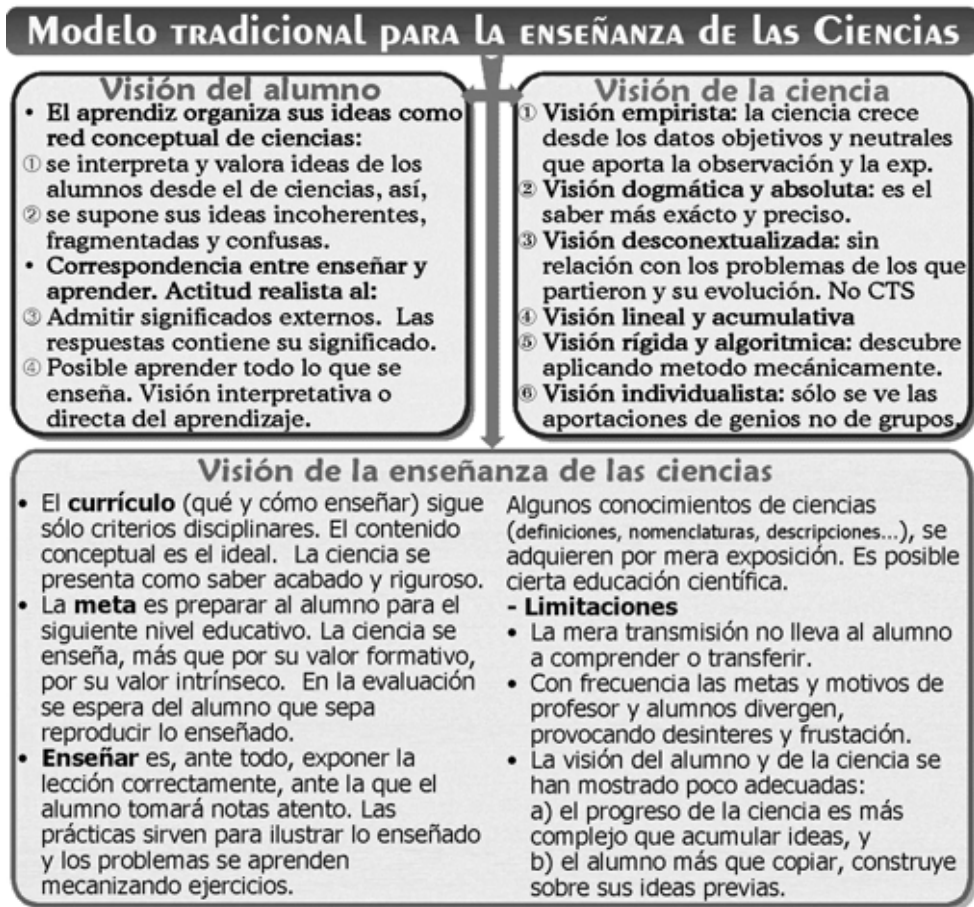 Modelo tradicional para la enseñanza de las Ciencias
Visión del alumno
• El aprendiz organiza sus ideas como
red conceptual de ciencias:
① se interpreta y valora ideas de los
alumnos desde el de ciencias, así,
② se supone sus ideas incoherentes,
fragmentadas y confusas.
• Correspondencia entre enseñar y
aprender. Actitud realista al:
③ Admitir significados externos. Las
respuestas contiene su significado.
④ Posible aprender todo lo que se
enseña. Visión interpretativa o
directa del aprendizaje.
Visión de la ciencia
① Visión empirista: la ciencia crece
desde los datos objetivos y neutrales
que aporta la observación y la exp.
② Visión dogmática y absoluta: es el
saber más exácto y preciso.
③ Visión desconextualizada: sin
relación con los problemas de los que
partieron y su evolución. No CTS
④ Visión lineal y acumulativa
⑤ Visión rígida y algoritmica: descubre
aplicando metodo mecánicamente.
⑥ Visión individualista: sólo se ve las
aportaciones de genios no de grupos.
Visión de la enseñanza de las ciencias
• El currículo (qué y cómo enseñar) sigue
sólo criterios disciplinares. El contenido
conceptual es el ideal. La ciencia se
presenta como saber acabado y riguroso.
• La meta es preparar al alumno para el
siguiente nivel educativo. La ciencia se
enseña, más que por su valor formativo,
por su valor intrínseco. En la evaluación
se espera del alumno que sepa
reproducir lo enseñado.
• Enseñar es, ante todo, exponer la
lección correctamente, ante la que el
alumno tomará notas atento. Las
prácticas sirven para ilustrar lo enseñado
y los problemas se aprenden
mecanizando ejercicios.
Algunos conocimientos de ciencias
(definiciones, nomenclaturas, descripciones...), se
adquieren por mera exposición. Es posible
cierta educación científica.
- Limitaciones
• La mera transmisión no lleva al alumno
a comprender o transferir.
• Con frecuencia las metas y motivos de
profesor y alumnos divergen,
provocando desinteres y frustación.
• La visión del alumno y de la ciencia se
han mostrado poco adecuadas:
a) el progreso de la ciencia es más
complejo que acumular ideas, y
b) el alumno más que copiar, construye
sobre sus ideas previas.